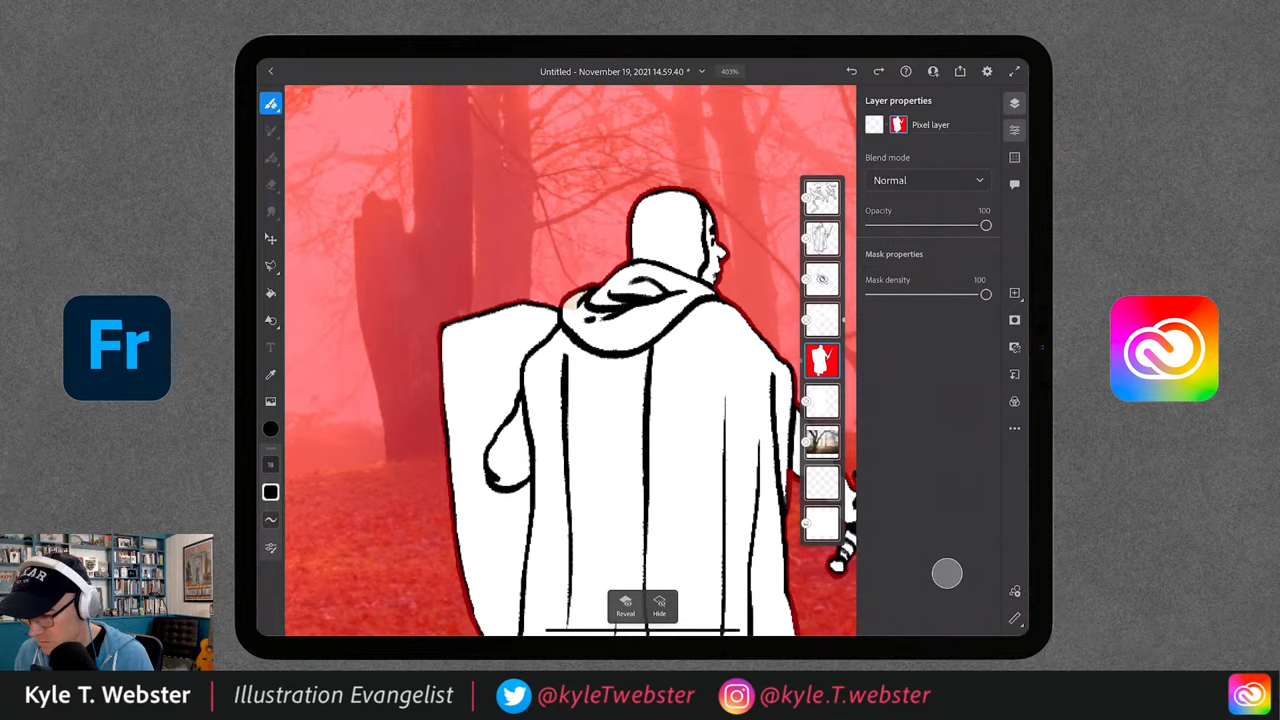 Untitled - November 19, 2021 14.59.40 *
403%
Layer properties
Pixel layer
Blend mode
Normal
Opacity
100
Mask properties
Mask density
100
18
Reveal
Hide
Fr
Kyle T. Webster | Illustration Evangelist | @kyleTwebster @kyle.T.webster